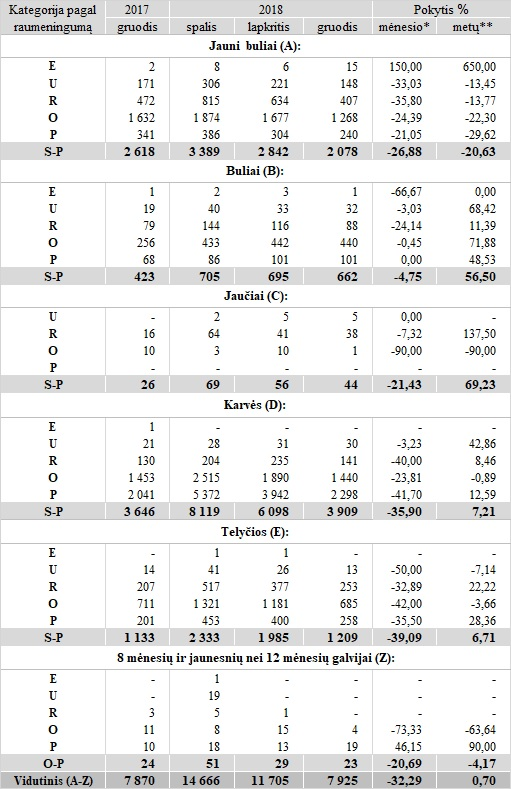 Kategorija pagal raumeningumą 2017 2018 Pokytis %
gruodis spalis lapkritis gruodis mėnesio* metų**
Jauni buliai (A):
E 2 8 6 15 150,00 650,00
U 171 306 221 148 -33,03 -13,45
R 472 815 634 407 -35,80 -13,77
O 1 632 1 874 1 677 1 268 -24,39 -22,30
P 341 386 304 240 -21,05 -29,62
S-P 2 618 3 389 2 842 2 078 -26,88 -20,63
Buliai (B):
E 1 2 3 1 -66,67 0,00
U 19 40 33 32 -3,03 68,42
R 79 144 116 88 -24,14 11,39
O 256 433 442 440 -0,45 71,88
P 68 86 101 101 0,00 48,53
S-P 423 705 695 662 -4,75 56,50
Jaučiai (C):
U - 2 5 5 0,00 -
R 16 64 41 38 -7,32 137,50
O 10 3 10 1 -90,00 -90,00
P - - - - - -
S-P 26 69 56 44 -21,43 69,23
Karvės (D):
E 1 - - - - -
U 21 28 31 30 -3,23 42,86
R 130 204 235 141 -40,00 8,46
O 1 453 2 515 1 890 1 440 -23,81 -0,89
P 2 041 5 372 3 942 2 298 -41,70 12,59
S-P 3 646 8 119 6 098 3 909 -35,90 7,21
Telyčios (E):
E - 1 1 - - -
U 14 41 26 13 -50,00 -7,14
R 207 517 377 253 -32,89 22,22
O 711 1 321 1 181 685 -42,00 -3,66
P 201 453 400 258 -35,50 28,36
S-P 1 133 2 333 1 985 1 209 -39,09 6,71
8 mėnesių ir jaunesnių nei 12 mėnesių galvijai (Z):
E - 1 - - - -
U - 19 - - - -
R 3 5 1 - - -
O 11 8 15 4 -73,33 -63,64
P 10 18 13 19 46,15 90,00
O-P 24 51 29 23 -20,69 -4,17
Vidutinis (A-Z) 7 870 14 666 11 705 7 925 -32,29 0,70